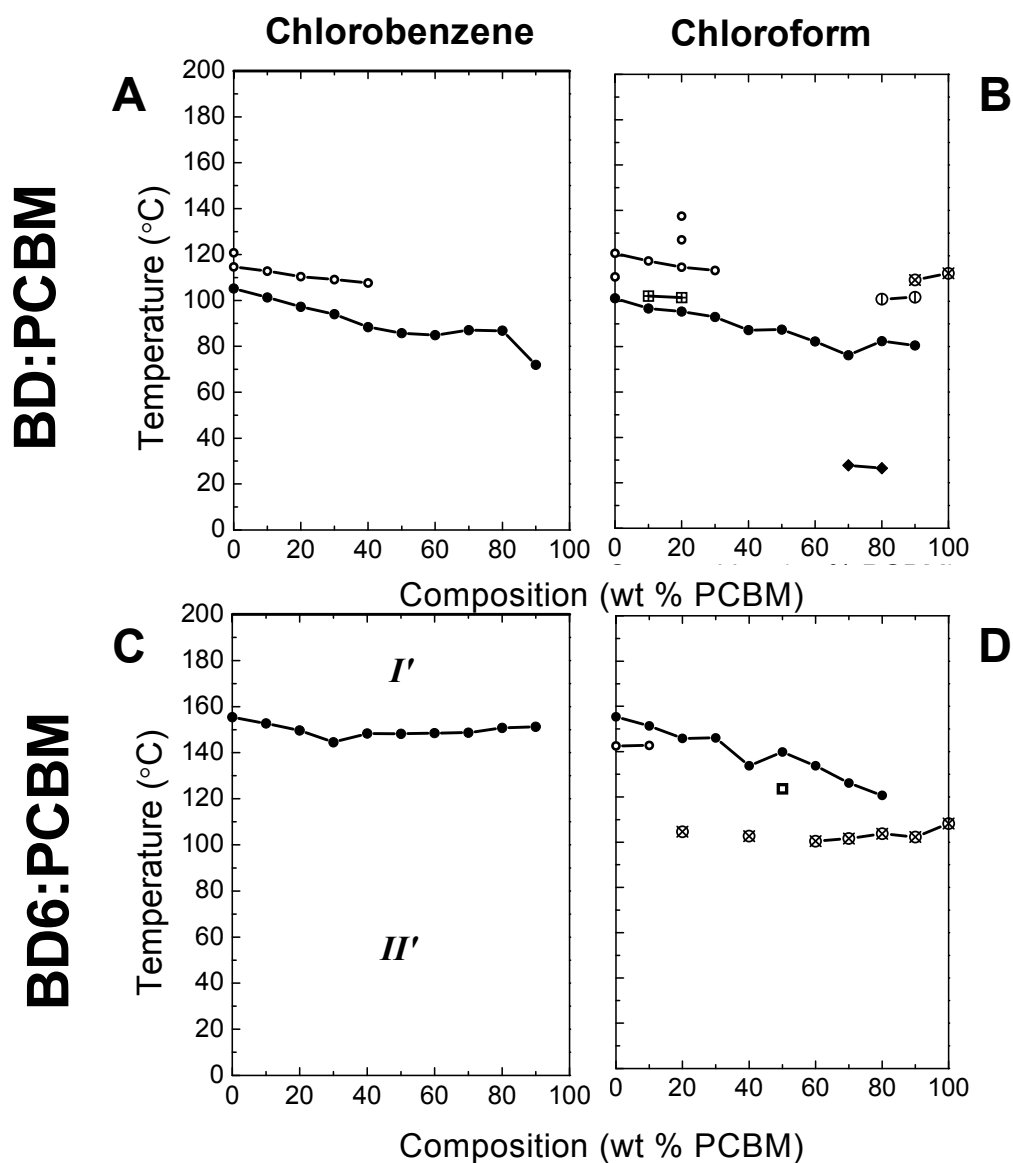 Chlorobenzene
Chloroform
BD:PCBM
A
Temperature (°C)
200
180
160
140
120
100
80
60
40
20
0
0 20 40 60 80 100
B
0 20 40 60 80 100
Composition (wt % PCBM)
BD6:PCBM
C
Temperature (°C)
200
180
160
140
120
100
80
60
40
20
0
I'
II'
0 20 40 60 80 100
D
0 20 40 60 80 100
Composition (wt % PCBM)